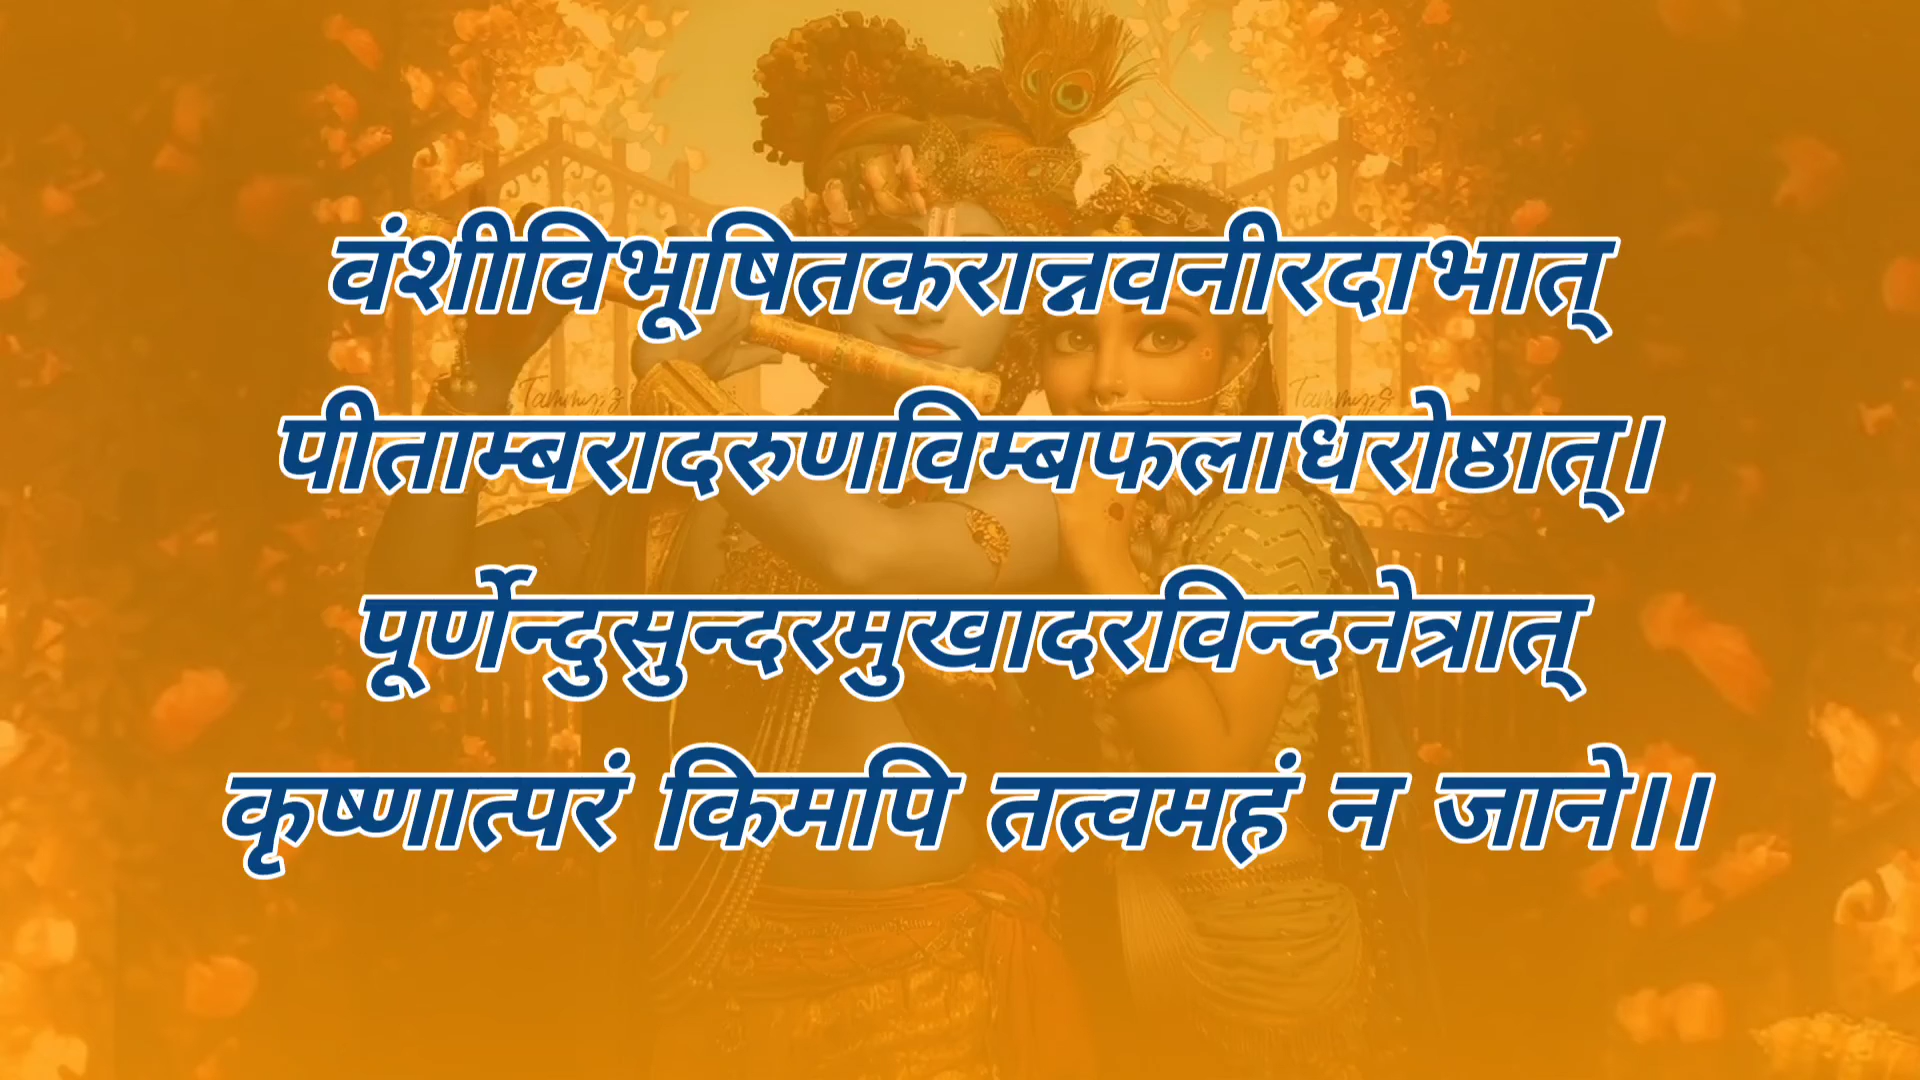 वंशीविभूषितकरान्नवनीरदाभात्
पीताम्बरादरुणविम्बफलाधरोष्ठात्।
पूर्णेन्दुसुन्दरमुखादरविन्दनेत्रात्
कृष्णात्परं किमपि तत्वमहं न जाने।।